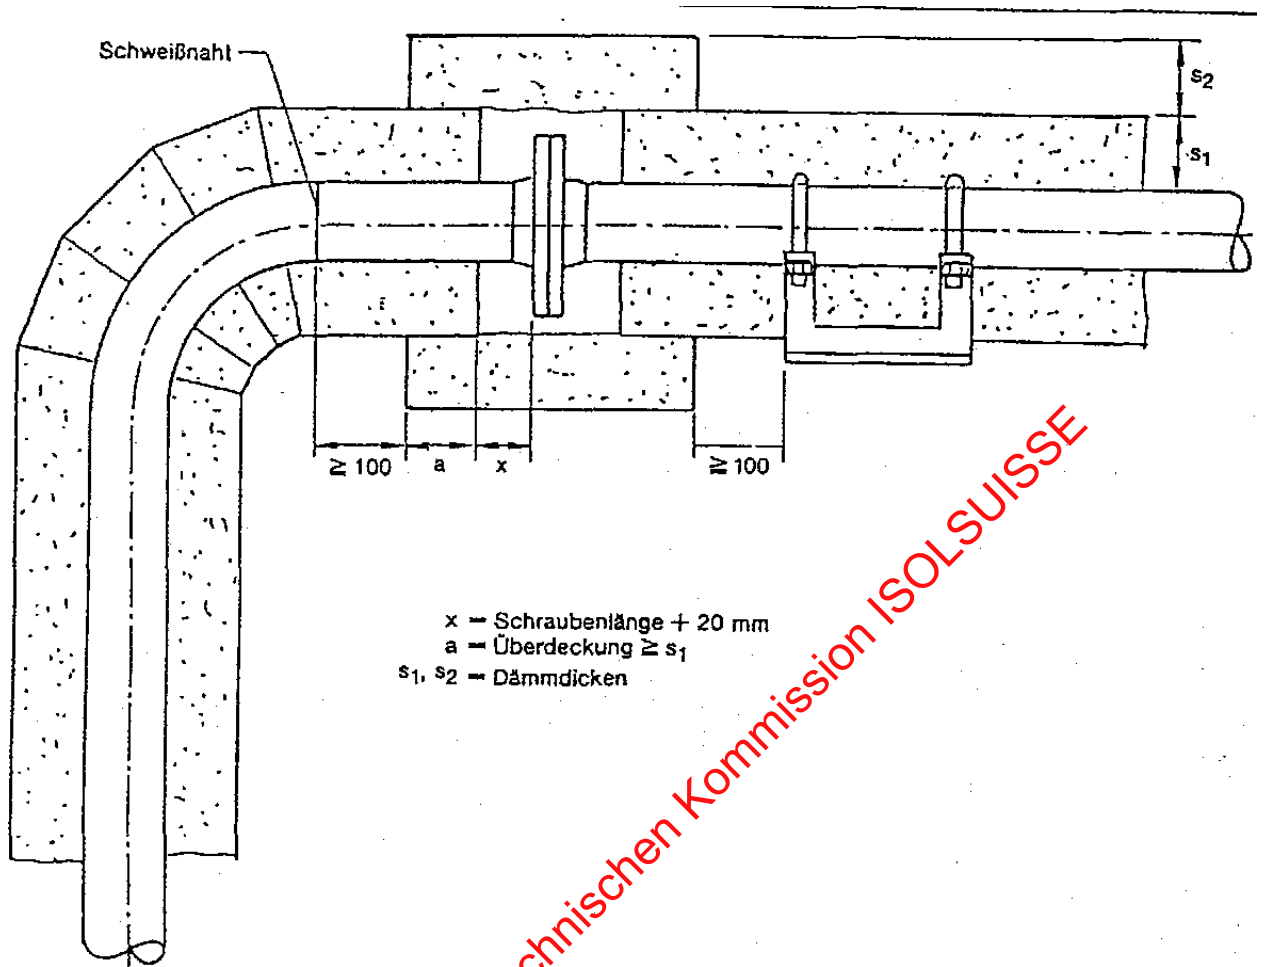 Schweißnaht
s2
s1
≧ 100
a
x
≧ 100
x = Schraubenlänge + 20 mm
a = Überdeckung ≧ s1
s1, s2 = Dämmdicken
chnischen Kommission ISOLSUISSE